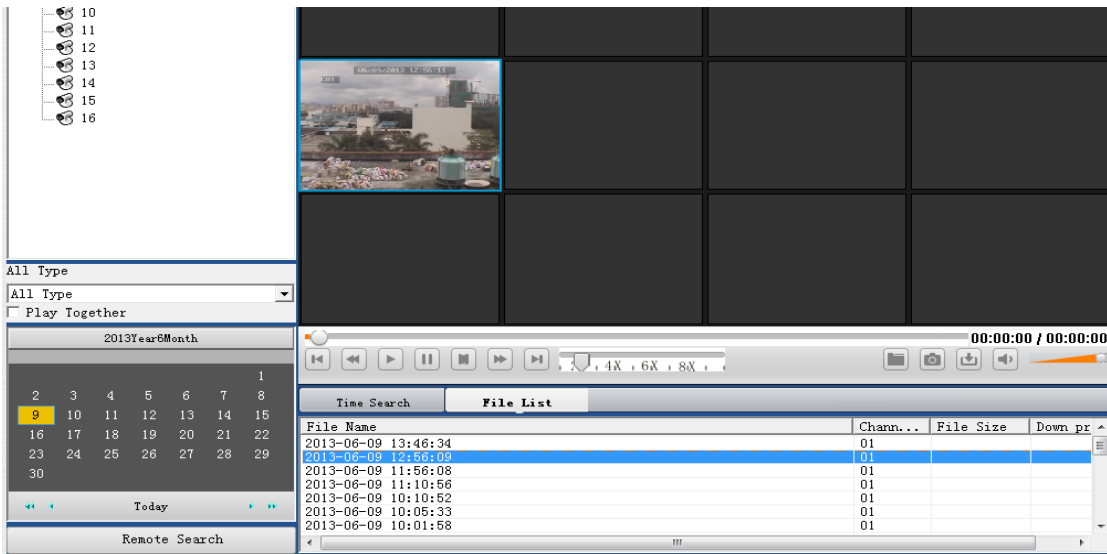 10
11
12
13
14
15
16
12:56:11
All Type
All Type
Play Together
2013Year6Month
1
2 3 4 5 6 7 8
9 10 11 12 13 14 15
16 17 18 19 20 21 22
23 24 25 26 27 28 29
30
Today
Remote Search
00:00:00 / 00:00:00
4X 6X 8X
Time Search File List
File Name Chann... File Size Down pr
2013-06-09 13:46:34 01
2013-06-09 12:56:09 01
2013-06-09 11:56:08 01
2013-06-09 11:10:56 01
2013-06-09 10:10:52 01
2013-06-09 10:05:33 01
2013-06-09 10:01:58 01